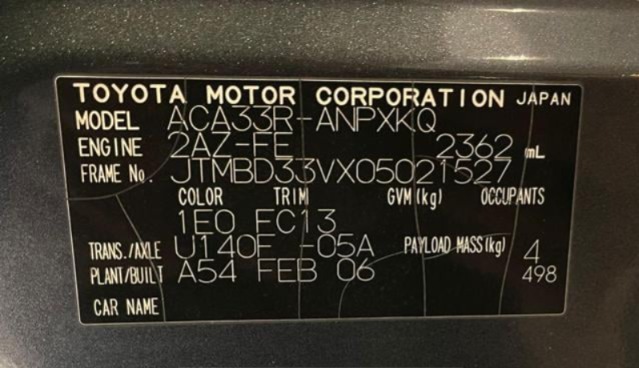 TOYOTA MOTOR CORPORATION JAPAN
MODEL ACA33R-ANPXKQ
ENGINE 2AZ-FE 2362 mL
FRAME No. JTMBD33VX05021527
COLOR TRIM GVM(kg) OCCUPANTS
1E0 FC13
TRANS./AXLE U140F -05A PAYLOAD MASS(kg) 4
PLANT/BUILT A54 FEB 06 498
CAR NAME